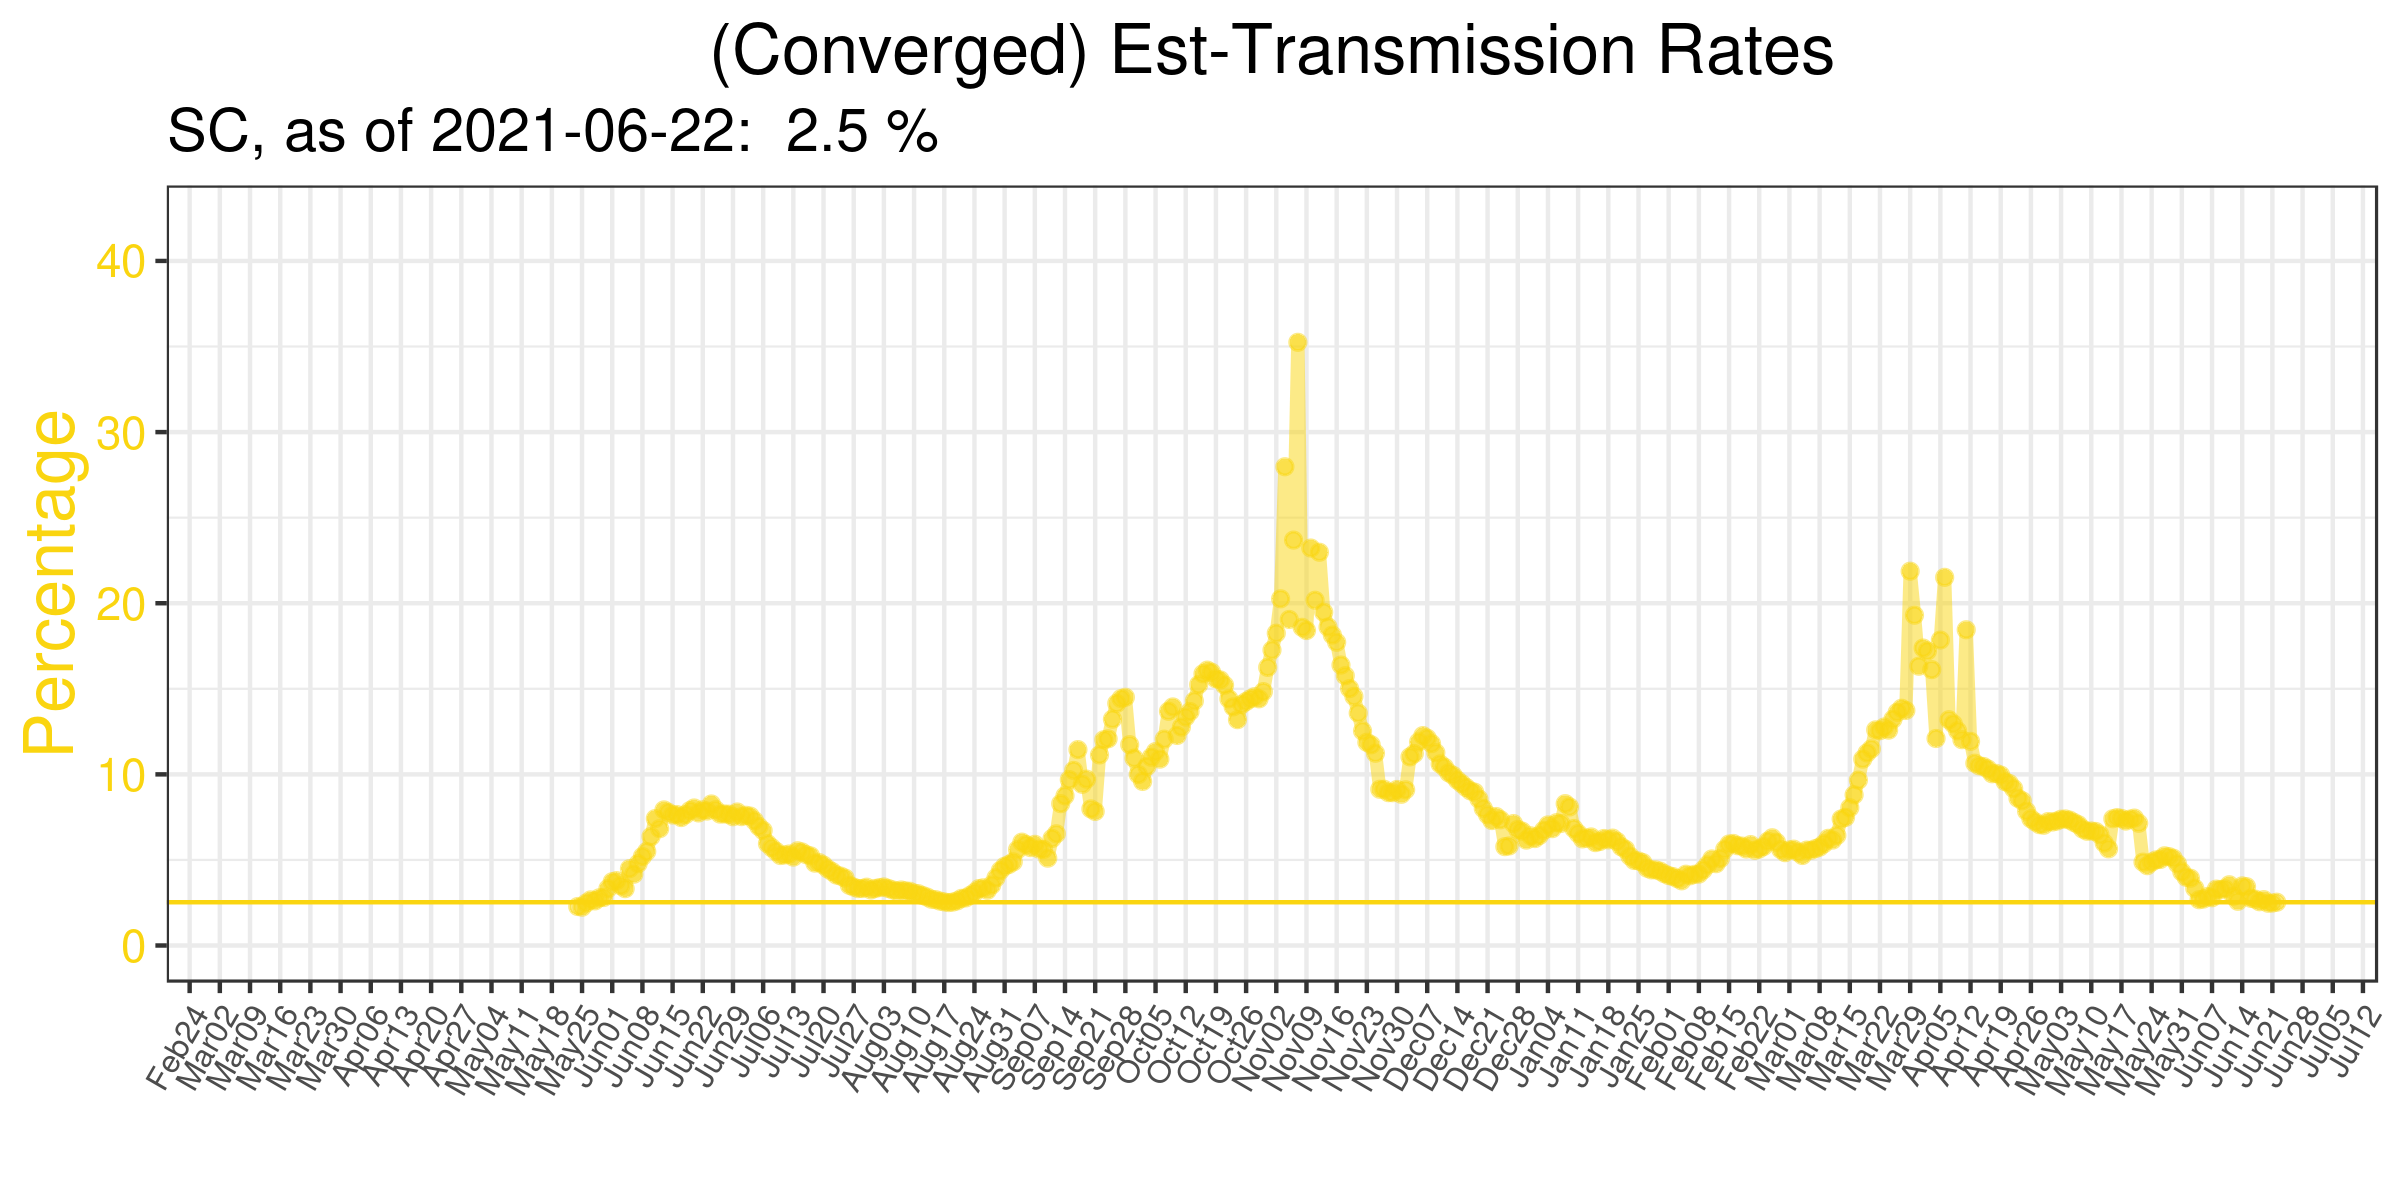 (Converged) Est-Transmission Rates
SC, as of 2021-06-22:  2.5 %
Percentage
40
30
20
10
0
Feb24
Mar02
Mar09
Mar16
Mar23
Mar30
Apr06
Apr13
Apr20
Apr27
May04
May11
May18
May25
Jun01
Jun08
Jun15
Jun22
Jun29
Jul06
Jul13
Jul20
Jul27
Aug03
Aug10
Aug17
Aug24
Aug31
Sep07
Sep14
Sep21
Sep28
Oct05
Oct12
Oct19
Oct26
Nov02
Nov09
Nov16
Nov23
Nov30
Dec07
Dec14
Dec21
Dec28
Dec04
Jan11
Jan18
Jan25
Feb01
Feb08
Feb15
Feb22
Mar01
Mar08
Mar15
Mar22
Mar29
Apr05
Apr12
Apr19
Apr26
May03
May10
May17
May24
May31
Jun07
Jun14
Jun21
Jun28
Jul05
Jul12